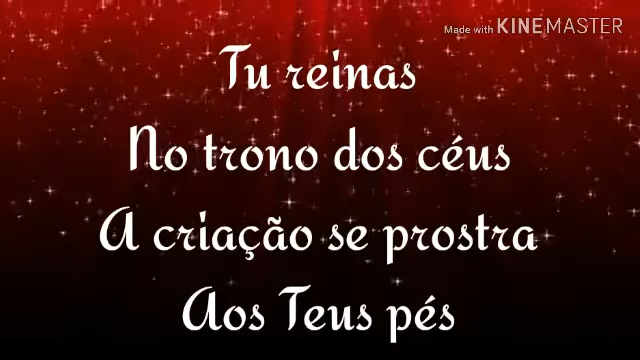 Made with KINEMASTER
Tu reinas
No trono dos céus
A criação se prostra
Aos Teus pés